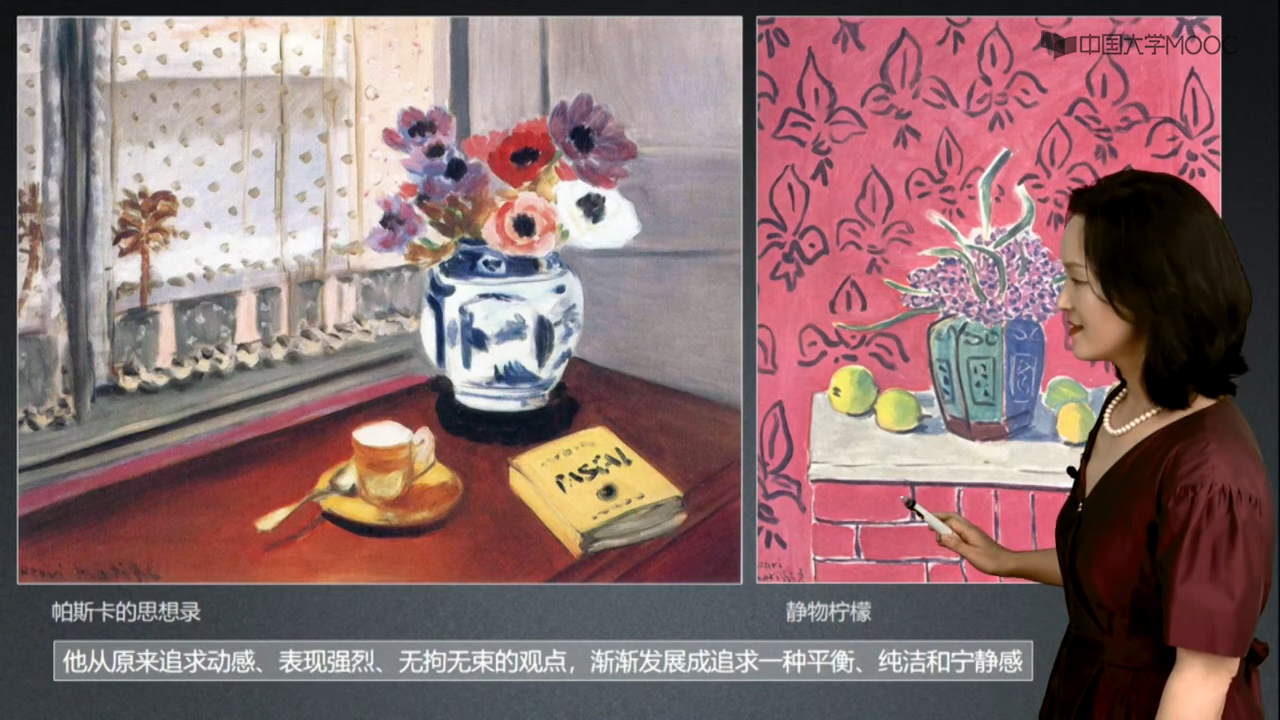 中国大学MOOC
PASCAL
Henri Matisse
帕斯卡的思想录
静物柠檬
他从原来追求动感、表现强烈、无拘无束的观点，渐渐发展成追求一种平衡、纯洁和宁静感